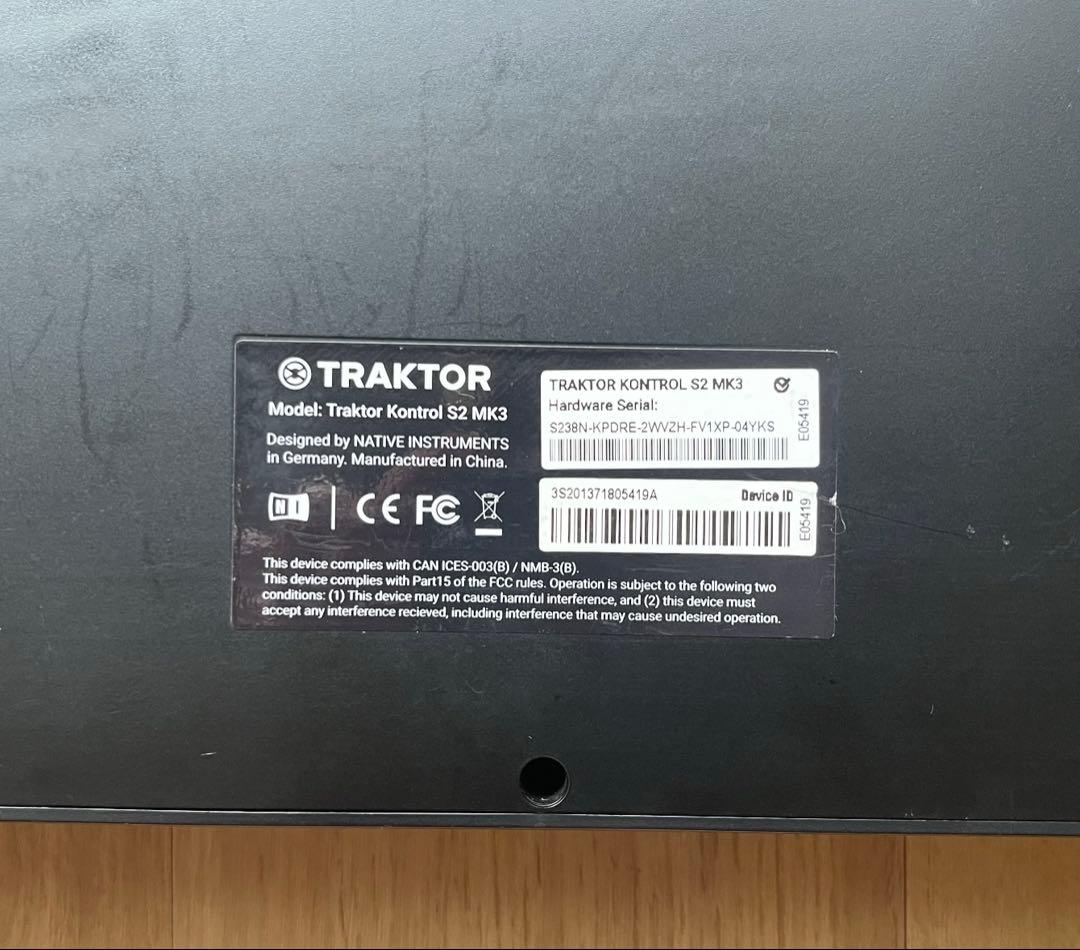 TRAKTOR
Model: Traktor Kontrol S2 MK3
Designed by NATIVE INSTRUMENTS
in Germany. Manufactured in China.
NI
CE FC
TRAKTOR KONTROL S2 MK3
Hardware Serial:
S238N-KPDRE-2WVZH-FV1XP-04YKS
E05419
3S201371805419A Device ID
E05419
This device complies with CAN ICES-003(B) / NMB-3(B).
This device complies with Part15 of the FCC rules. Operation is subject to the following two
conditions: (1) This device may not cause harmful interference, and (2) this device must
accept any interference recieved, including interference that may cause undesired operation.